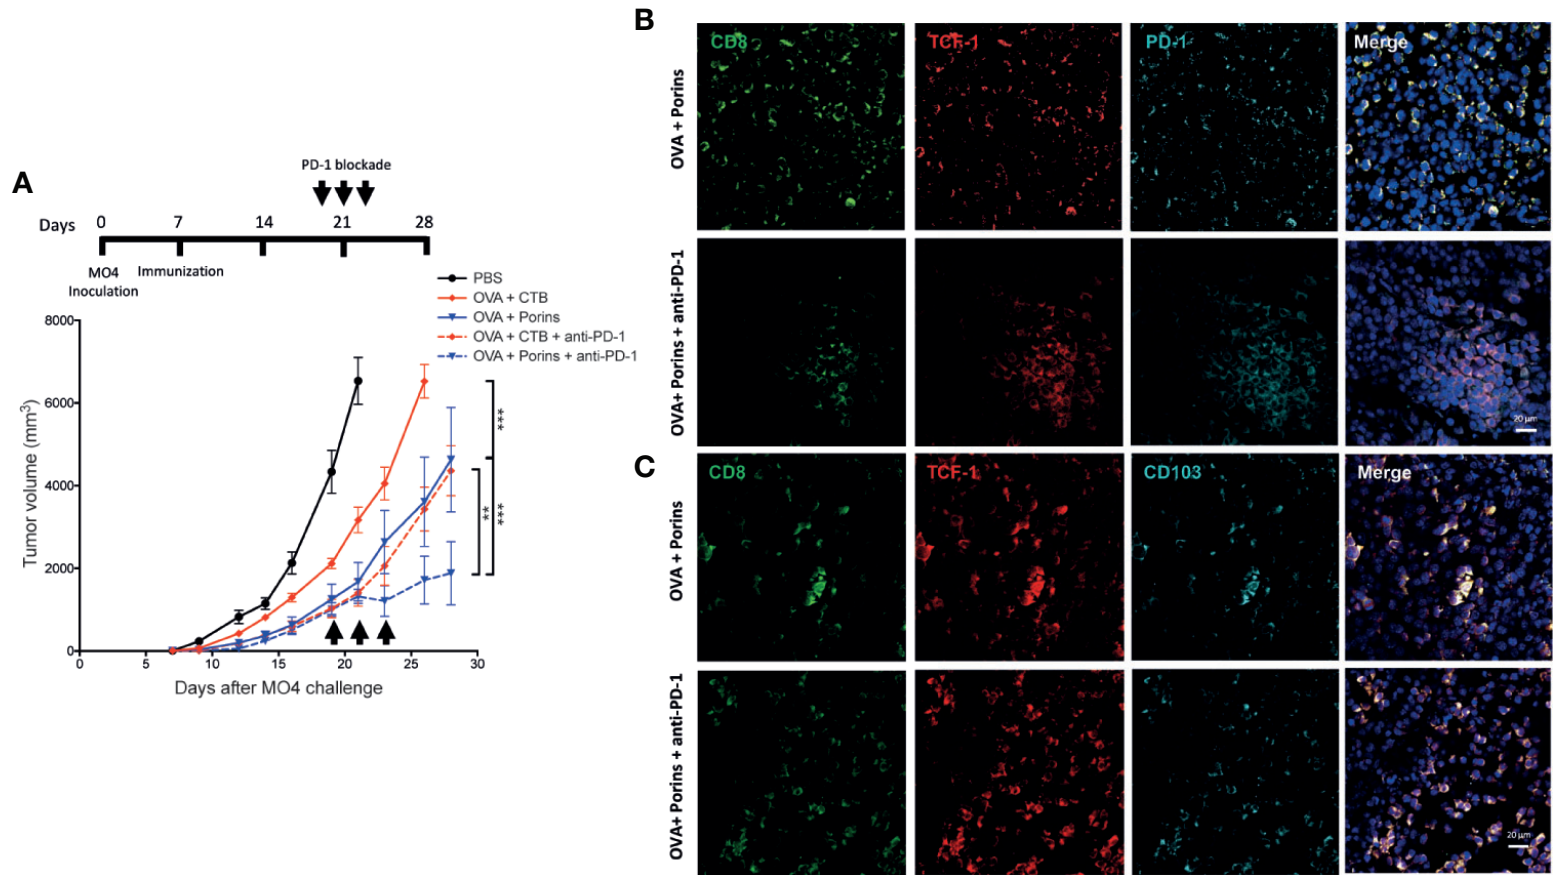 A
PD-1 blockade
Days 0 7 14 21 28
MO4
Inoculation
Immunization
PBS
OVA + CTB
OVA + Porins
OVA + CTB + anti-PD-1
OVA + Porins + anti-PD-1
Tumor volume (mm3)
8000
6000
4000
2000
0
0 5 10 15 20 25 30
Days after MO4 challenge
***
**
***
B
CD8 TCF-1 PD-1 Merge
OVA + Porins
OVA+ Porins + anti-PD-1
20 µm
C
CD8 TCF-1 CD103 Merge
OVA + Porins
OVA+ Porins + anti-PD-1
20 µm